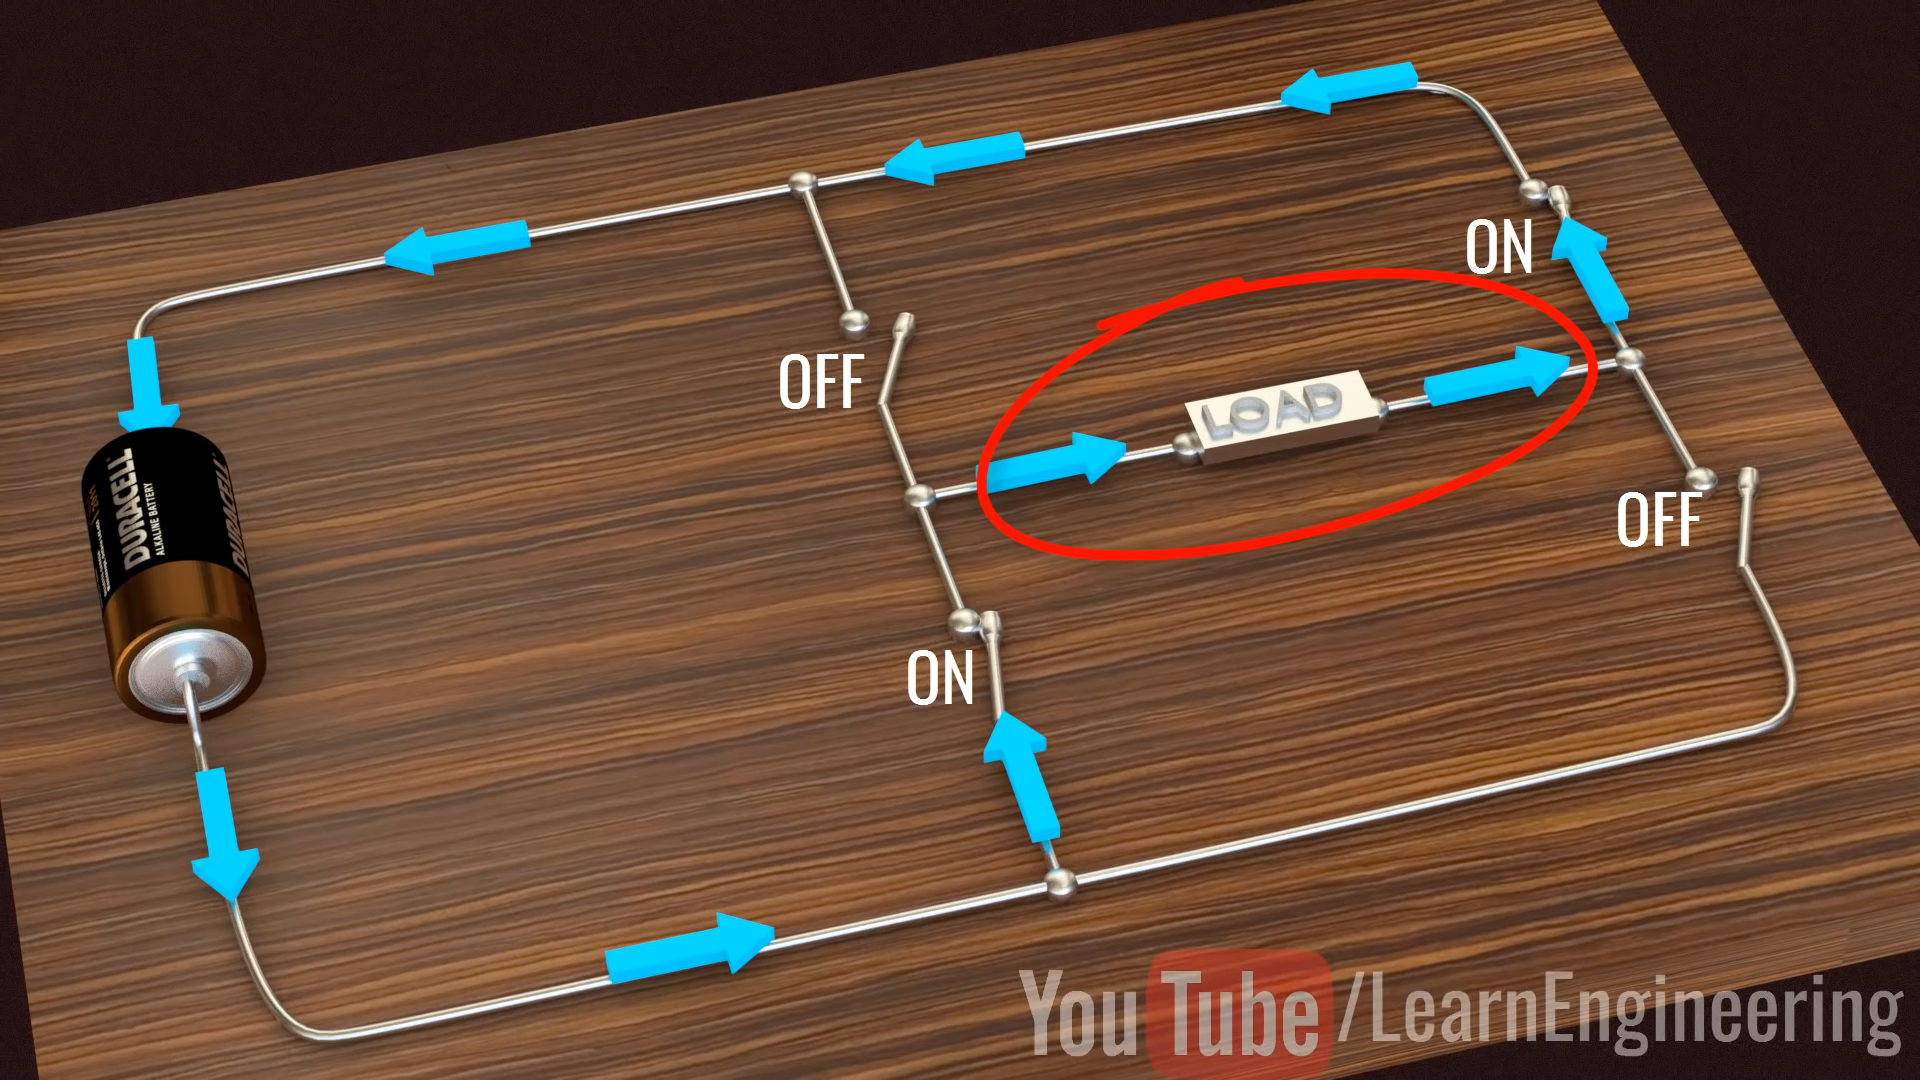 ON
OFF
LOAD
DURACELL
ALKALINE BATTERY
DURACELL
OFF
ON
YouTube/LearnEngineering